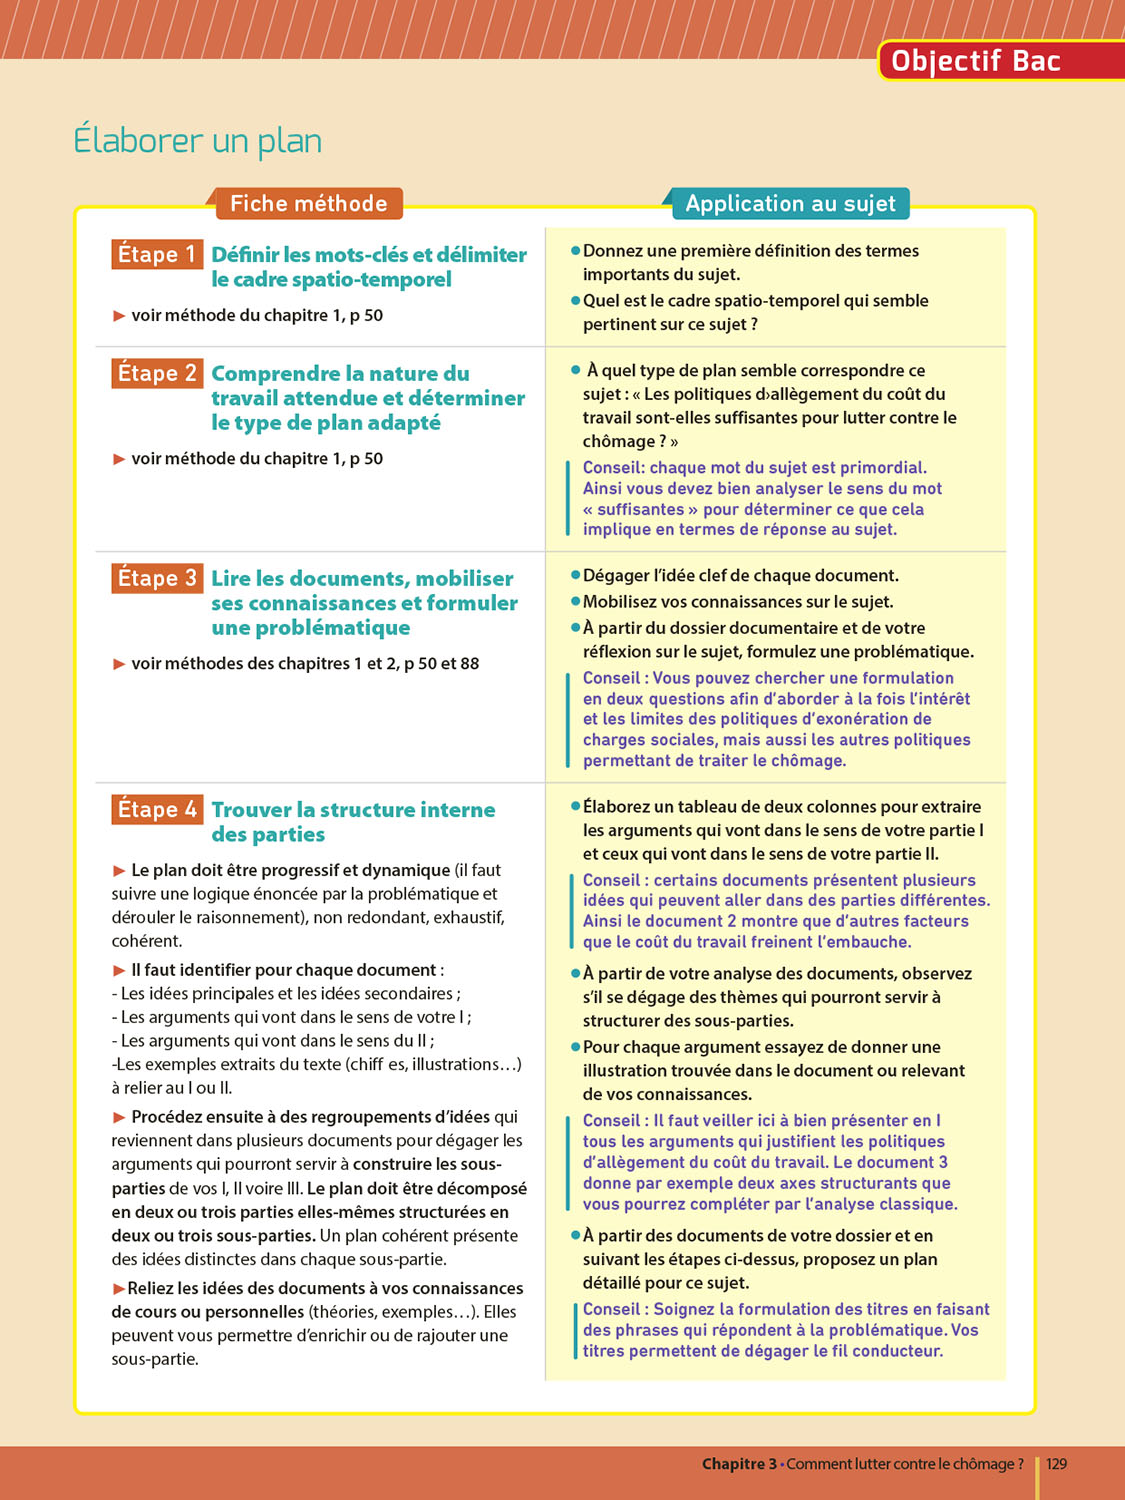 Objectif Bac
Élaborer un plan
Fiche méthode
Application au sujet
Étape 1 Définir les mots-clés et délimiter
le cadre spatio-temporel
► voir méthode du chapitre 1, p 50
• Donnez une première définition des termes
importants du sujet.
• Quel est le cadre spatio-temporel qui semble
pertinent sur ce sujet ?
Étape 2 Comprendre la nature du
travail attendue et déterminer
le type de plan adapté
► voir méthode du chapitre 1, p 50
• À quel type de plan semble correspondre ce
sujet : « Les politiques d›allègement du coût du
travail sont-elles suffisantes pour lutter contre le
chômage ? »
Conseil: chaque mot du sujet est primordial.
Ainsi vous devez bien analyser le sens du mot
« suffisantes » pour déterminer ce que cela
implique en termes de réponse au sujet.
Étape 3 Lire les documents, mobiliser
ses connaissances et formuler
une problématique
► voir méthodes des chapitres 1 et 2, p 50 et 88
• Dégager l'idée clef de chaque document.
• Mobilisez vos connaissances sur le sujet.
• À partir du dossier documentaire et de votre
réflexion sur le sujet, formulez une problématique.
Conseil : Vous pouvez chercher une formulation
en deux questions afin d'aborder à la fois l'intérêt
et les limites des politiques d'exonération de
charges sociales, mais aussi les autres politiques
permettant de traiter le chômage.
Étape 4 Trouver la structure interne
des parties
► Le plan doit être progressif et dynamique (il faut
suivre une logique énoncée par la problématique et
dérouler le raisonnement), non redondant, exhaustif,
cohérent.
► Il faut identifier pour chaque document :
- Les idées principales et les idées secondaires ;
- Les arguments qui vont dans le sens de votre I ;
- Les arguments qui vont dans le sens du II ;
-Les exemples extraits du texte (chiff es, illustrations…)
à relier au I ou II.
► Procédez ensuite à des regroupements d'idées qui
reviennent dans plusieurs documents pour dégager les
arguments qui pourront servir à construire les sous-
parties de vos I, II voire III. Le plan doit être décomposé
en deux ou trois parties elles-mêmes structurées en
deux ou trois sous-parties. Un plan cohérent présente
des idées distinctes dans chaque sous-partie.
►Reliez les idées des documents à vos connaissances
de cours ou personnelles (théories, exemples…). Elles
peuvent vous permettre d'enrichir ou de rajouter une
sous-partie.
• Élaborez un tableau de deux colonnes pour extraire
les arguments qui vont dans le sens de votre partie I
et ceux qui vont dans le sens de votre partie II.
Conseil : certains documents présentent plusieurs
idées qui peuvent aller dans des parties différentes.
Ainsi le document 2 montre que d'autres facteurs
que le coût du travail freinent l'embauche.
• À partir de votre analyse des documents, observez
s'il se dégage des thèmes qui pourront servir à
structurer des sous-parties.
• Pour chaque argument essayez de donner une
illustration trouvée dans le document ou relevant
de vos connaissances.
Conseil : Il faut veiller ici à bien présenter en I
tous les arguments qui justifient les politiques
d'allègement du coût du travail. Le document 3
donne par exemple deux axes structurants que
vous pourrez compléter par l'analyse classique.
• À partir des documents de votre dossier et en
suivant les étapes ci-dessus, proposez un plan
détaillé pour ce sujet.
Conseil : Soignez la formulation des titres en faisant
des phrases qui répondent à la problématique. Vos
titres permettent de dégager le fil conducteur.
Chapitre 3 • Comment lutter contre le chômage ? 129